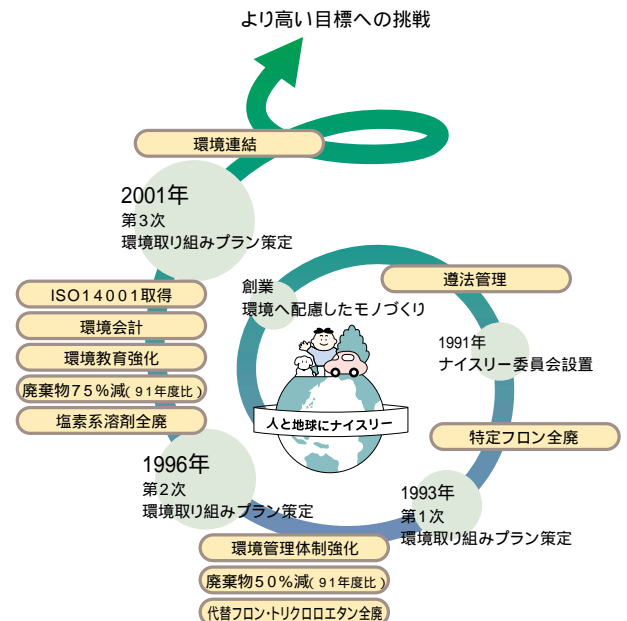 より高い目標への挑戦
環境連結
2001年
第3次
環境取り組みプラン策定
ISO14001取得
環境会計
環境教育強化
廃棄物75%減(91年度比)
塩素系溶剤全廃
創業
環境へ配慮したモノづくり
遵法管理
1991年
ナイスリー委員会設置
人と地球にナイスリー
特定フロン全廃
1996年
第2次
環境取り組みプラン策定
1993年
第1次
環境取り組みプラン策定
環境管理体制強化
廃棄物50%減(91年度比)
代替フロン・トリクロロエタン全廃